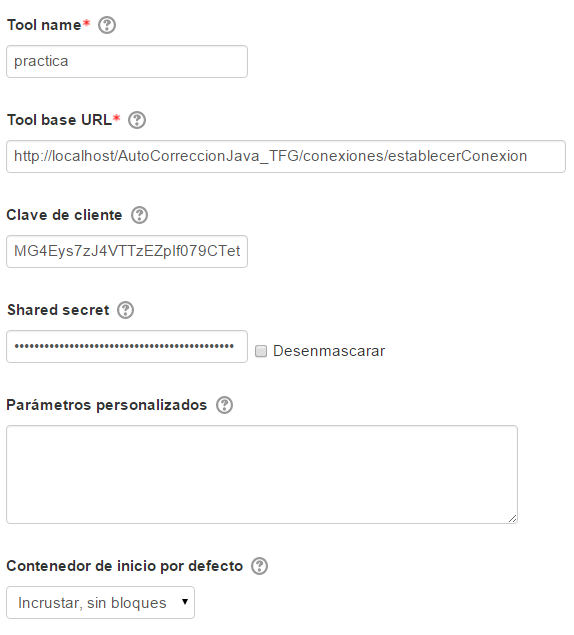 Tool name*
practica
Tool base URL*
http://localhost/AutoCorreccionJava_TFG/conexiones/establecerConexion
Clave de cliente
MG4Eys7zJ4VTTzEZplf079CTet
Shared secret
••••••••••••••••••••••••••••••••••••••••••••
Desenmascarar
Parámetros personalizados
Contenedor de inicio por defecto
Incrustar, sin bloques